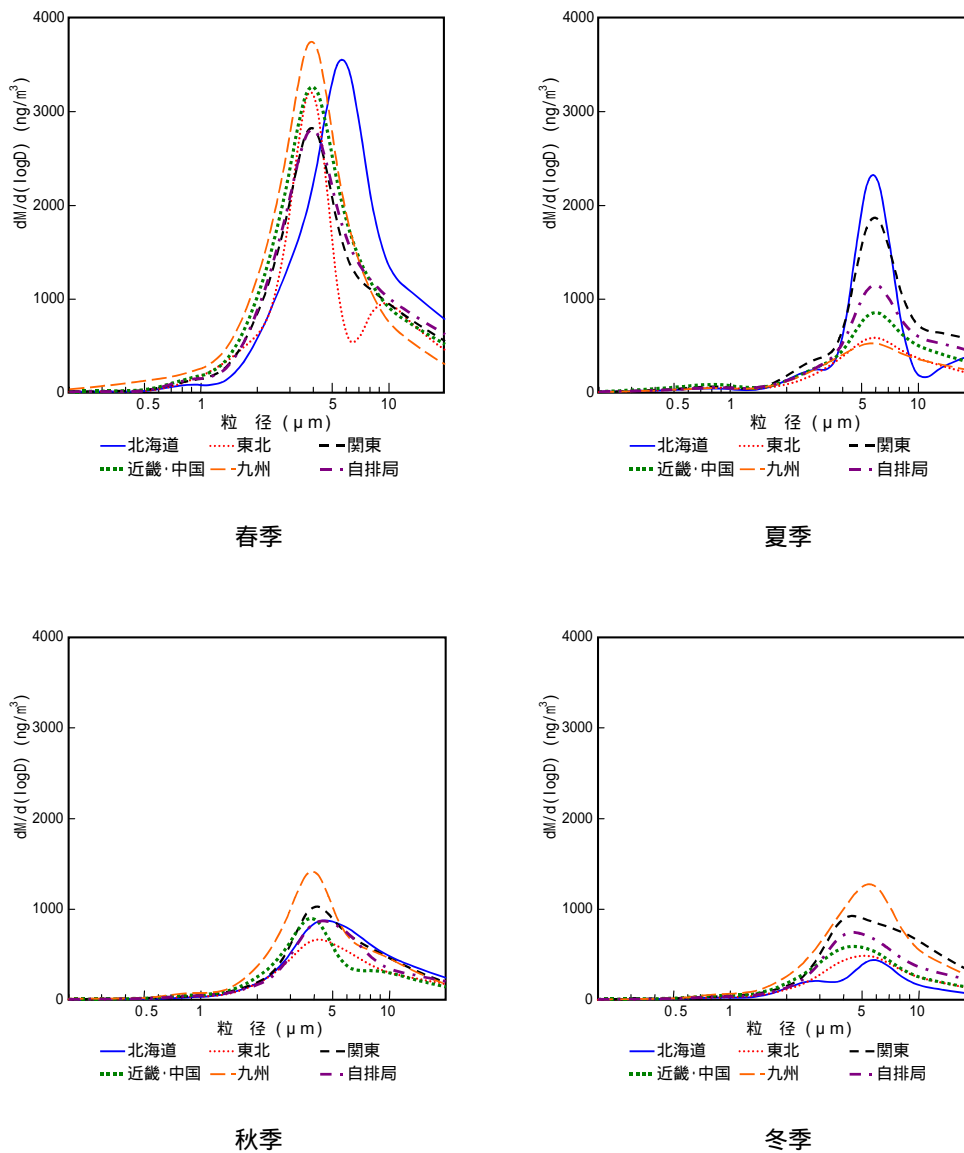 4000
3000
2000
1000
0
dM/d(logD) (ng/m³)
0.5 1 5 10
粒 径 (μm)
北海道 東北 関東
近畿・中国 九州 自排局
春季
4000
3000
2000
1000
0
dM/d(logD) (ng/m³)
0.5 1 5 10
粒 径 (μm)
北海道 東北 関東
近畿・中国 九州 自排局
夏季
4000
3000
2000
1000
0
dM/d(logD) (ng/m³)
0.5 1 5 10
粒 径 (μm)
北海道 東北 関東
近畿・中国 九州 自排局
秋季
4000
3000
2000
1000
0
dM/d(logD) (ng/m³)
0.5 1 5 10
粒 径 (μm)
北海道 東北 関東
近畿・中国 九州 自排局
冬季